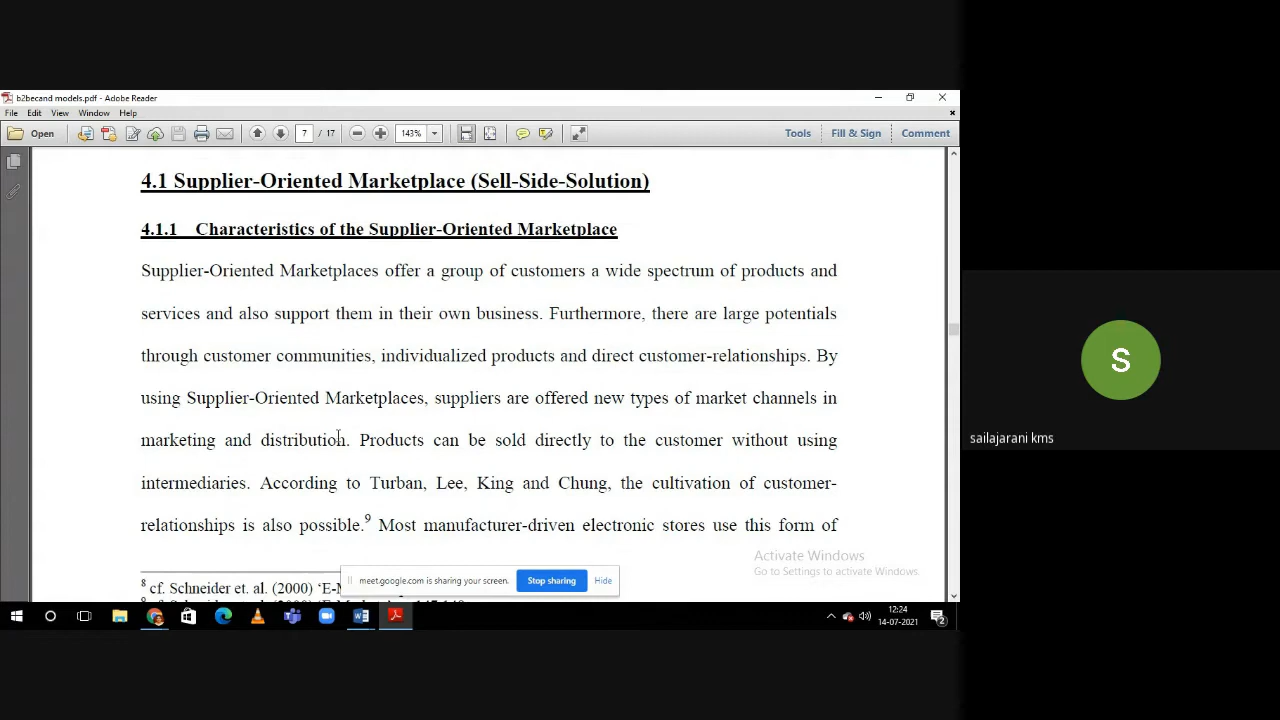 b2becand models.pdf - Adobe Reader
File Edit View Window Help
Open 7 / 17 143% Tools Fill & Sign Comment
4.1 Supplier-Oriented Marketplace (Sell-Side-Solution)
4.1.1 Characteristics of the Supplier-Oriented Marketplace
Supplier-Oriented Marketplaces offer a group of customers a wide spectrum of products and
services and also support them in their own business. Furthermore, there are large potentials
through customer communities, individualized products and direct customer-relationships. By
using Supplier-Oriented Marketplaces, suppliers are offered new types of market channels in
marketing and distribution. Products can be sold directly to the customer without using
intermediaries. According to Turban, Lee, King and Chung, the cultivation of customer-
relationships is also possible.9 Most manufacturer-driven electronic stores use this form of
8 cf. Schneider et. al. (2000) 'E-M
meet.google.com is sharing your screen. Stop sharing Hide
Activate Windows
Go to Settings to activate Windows.
12:24
14-07-2021
2
S
sailajarani kms